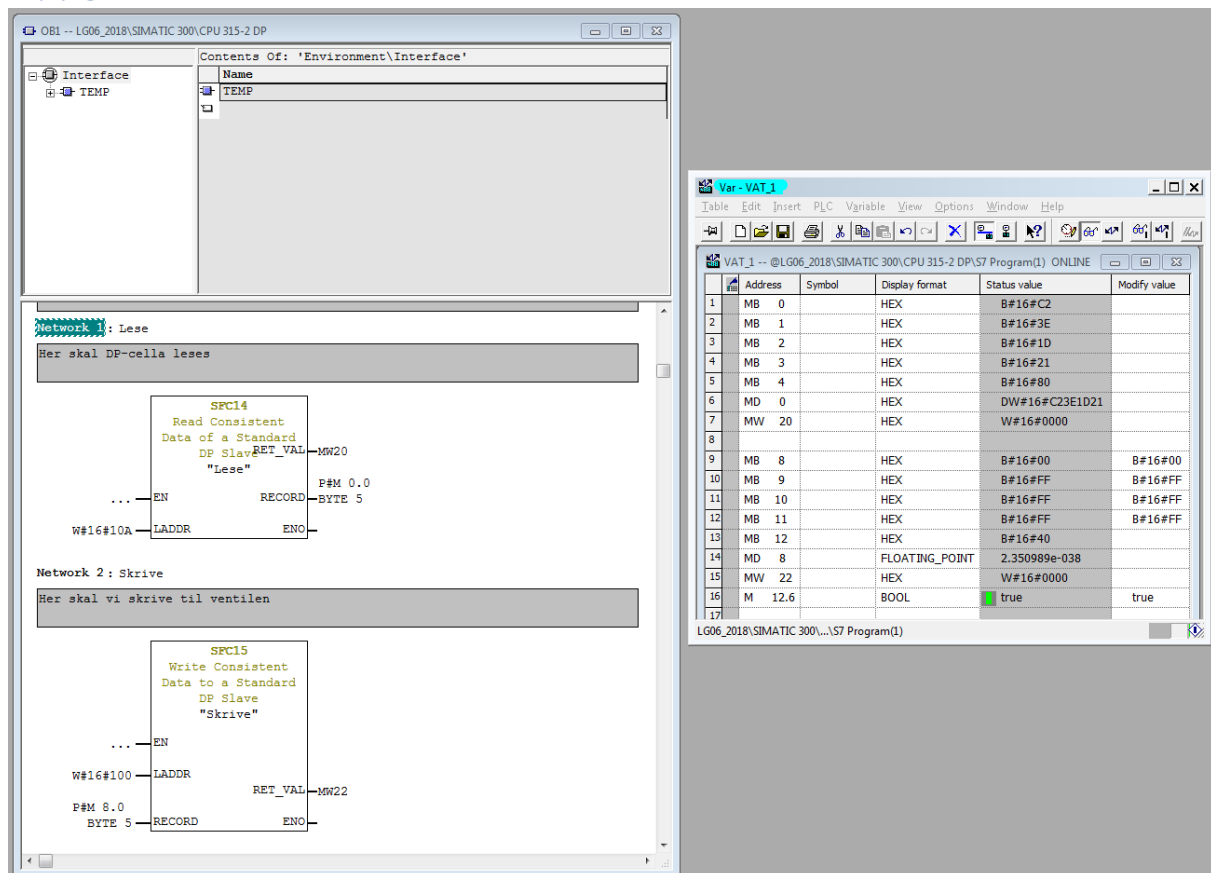 OB1 -- LG06_2018\SIMATIC 300\CPU 315-2 DP
Contents Of: 'Environment\Interface'
Interface
TEMP
Name
TEMP
Network 1 : Lese
Her skal DP-cella leses
SFC14
Read Consistent
Data of a Standard
DP Slave
"Lese"
RET_VAL MW20
P#M 0.0
... EN RECORD BYTE 5
W#16#10A LADDR ENO
Network 2 : Skrive
Her skal vi skrive til ventilen
SFC15
Write Consistent
Data to a Standard
DP Slave
"Skrive"
... EN
W#16#100 LADDR
RET_VAL MW22
P#M 8.0
BYTE 5 RECORD ENO
Var - VAT_1
Table Edit Insert PLC Variable View Options Window Help
VAT_1 -- @LG06_2018\SIMATIC 300\CPU 315-2 DP\S7 Program(1) ONLINE
Address Symbol Display format Status value Modify value
1 MB 0 HEX B#16#C2
2 MB 1 HEX B#16#3E
3 MB 2 HEX B#16#1D
4 MB 3 HEX B#16#21
5 MB 4 HEX B#16#80
6 MD 0 HEX DW#16#C23E1D21
7 MW 20 HEX W#16#0000
8
9 MB 8 HEX B#16#00 B#16#00
10 MB 9 HEX B#16#FF B#16#FF
11 MB 10 HEX B#16#FF B#16#FF
12 MB 11 HEX B#16#FF B#16#FF
13 MB 12 HEX B#16#40
14 MD 8 FLOATING_POINT 2.350989e-038
15 MW 22 HEX W#16#0000
16 M 12.6 BOOL true true
17
LG06_2018\SIMATIC 300\...\S7 Program(1)